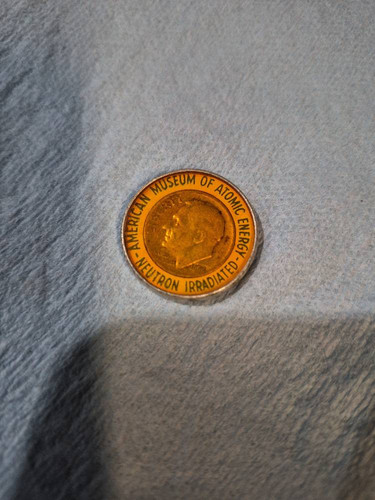 AMERICAN MUSEUM OF ATOMIC ENERGY
- NEUTRON IRRADIATED -